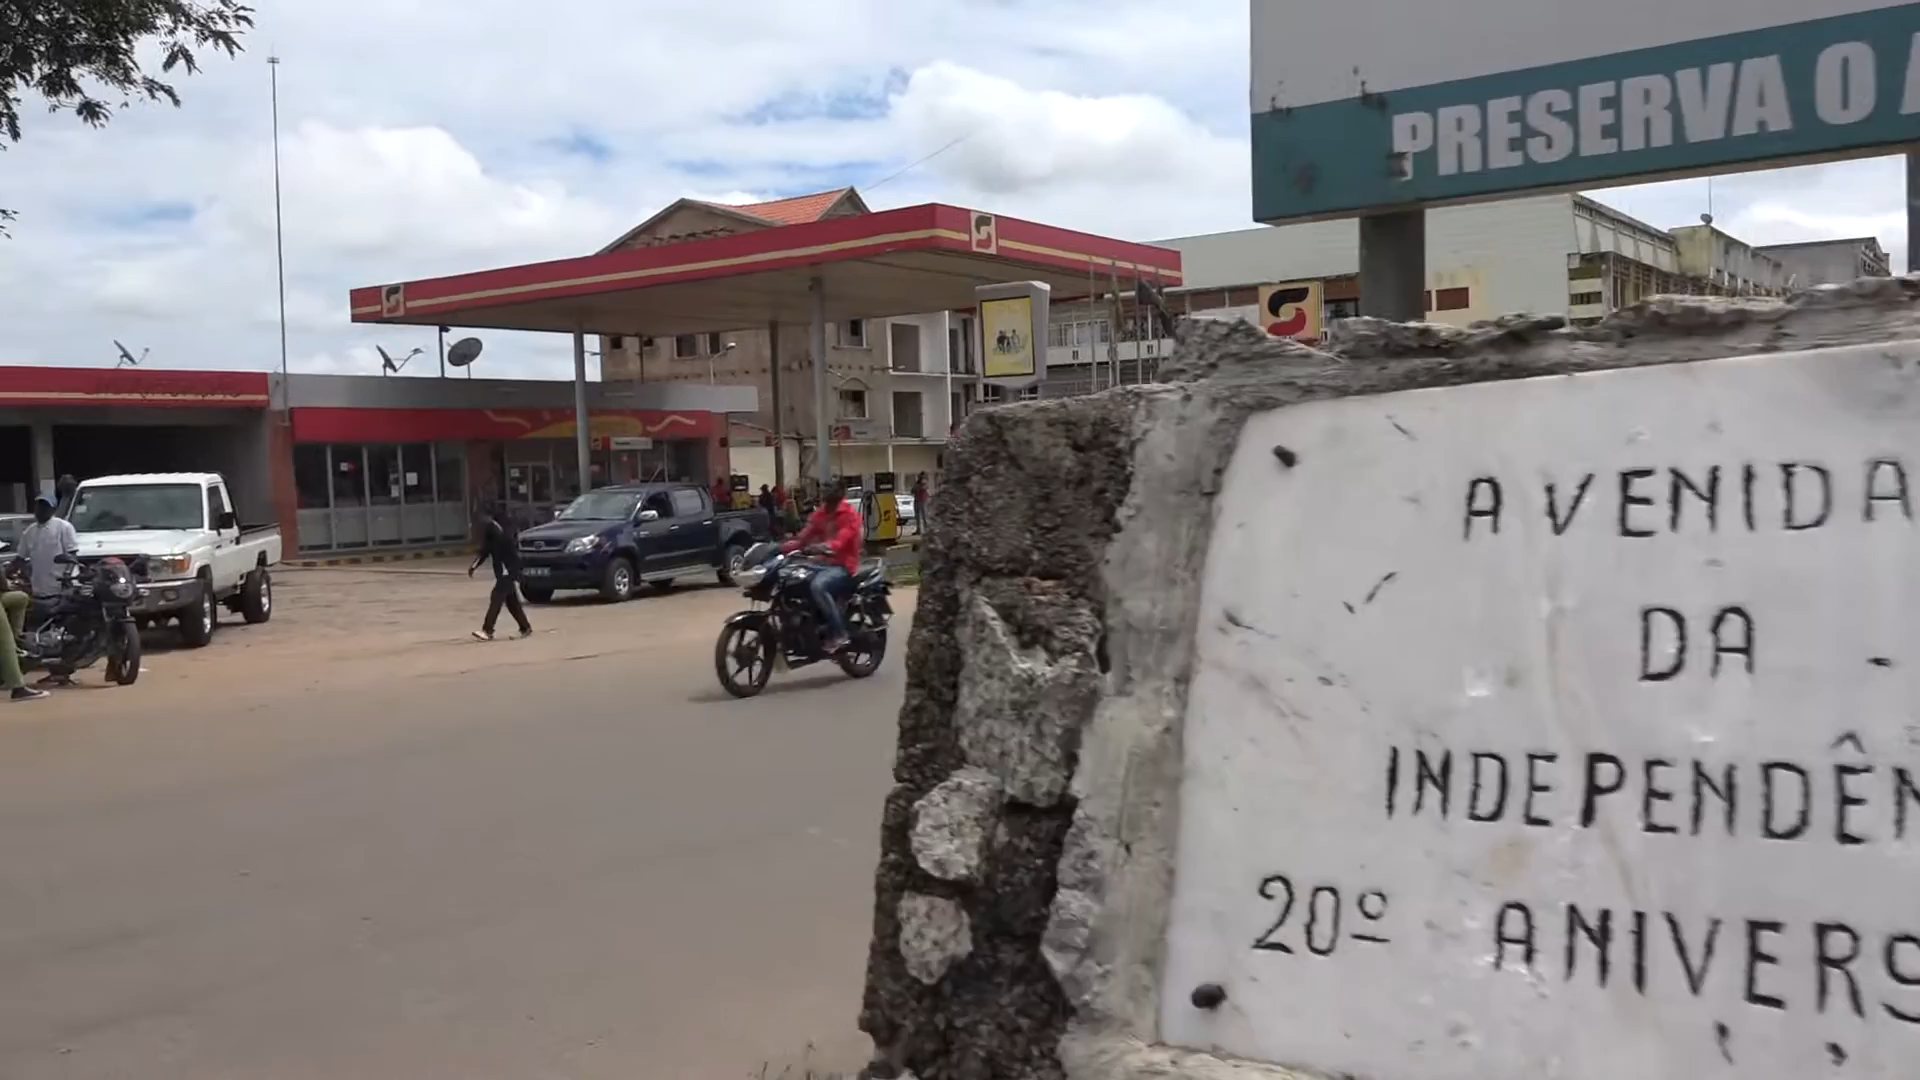 PRESERVA O A
AVENIDA
DA
INDEPENDÊN
20º ANIVERS